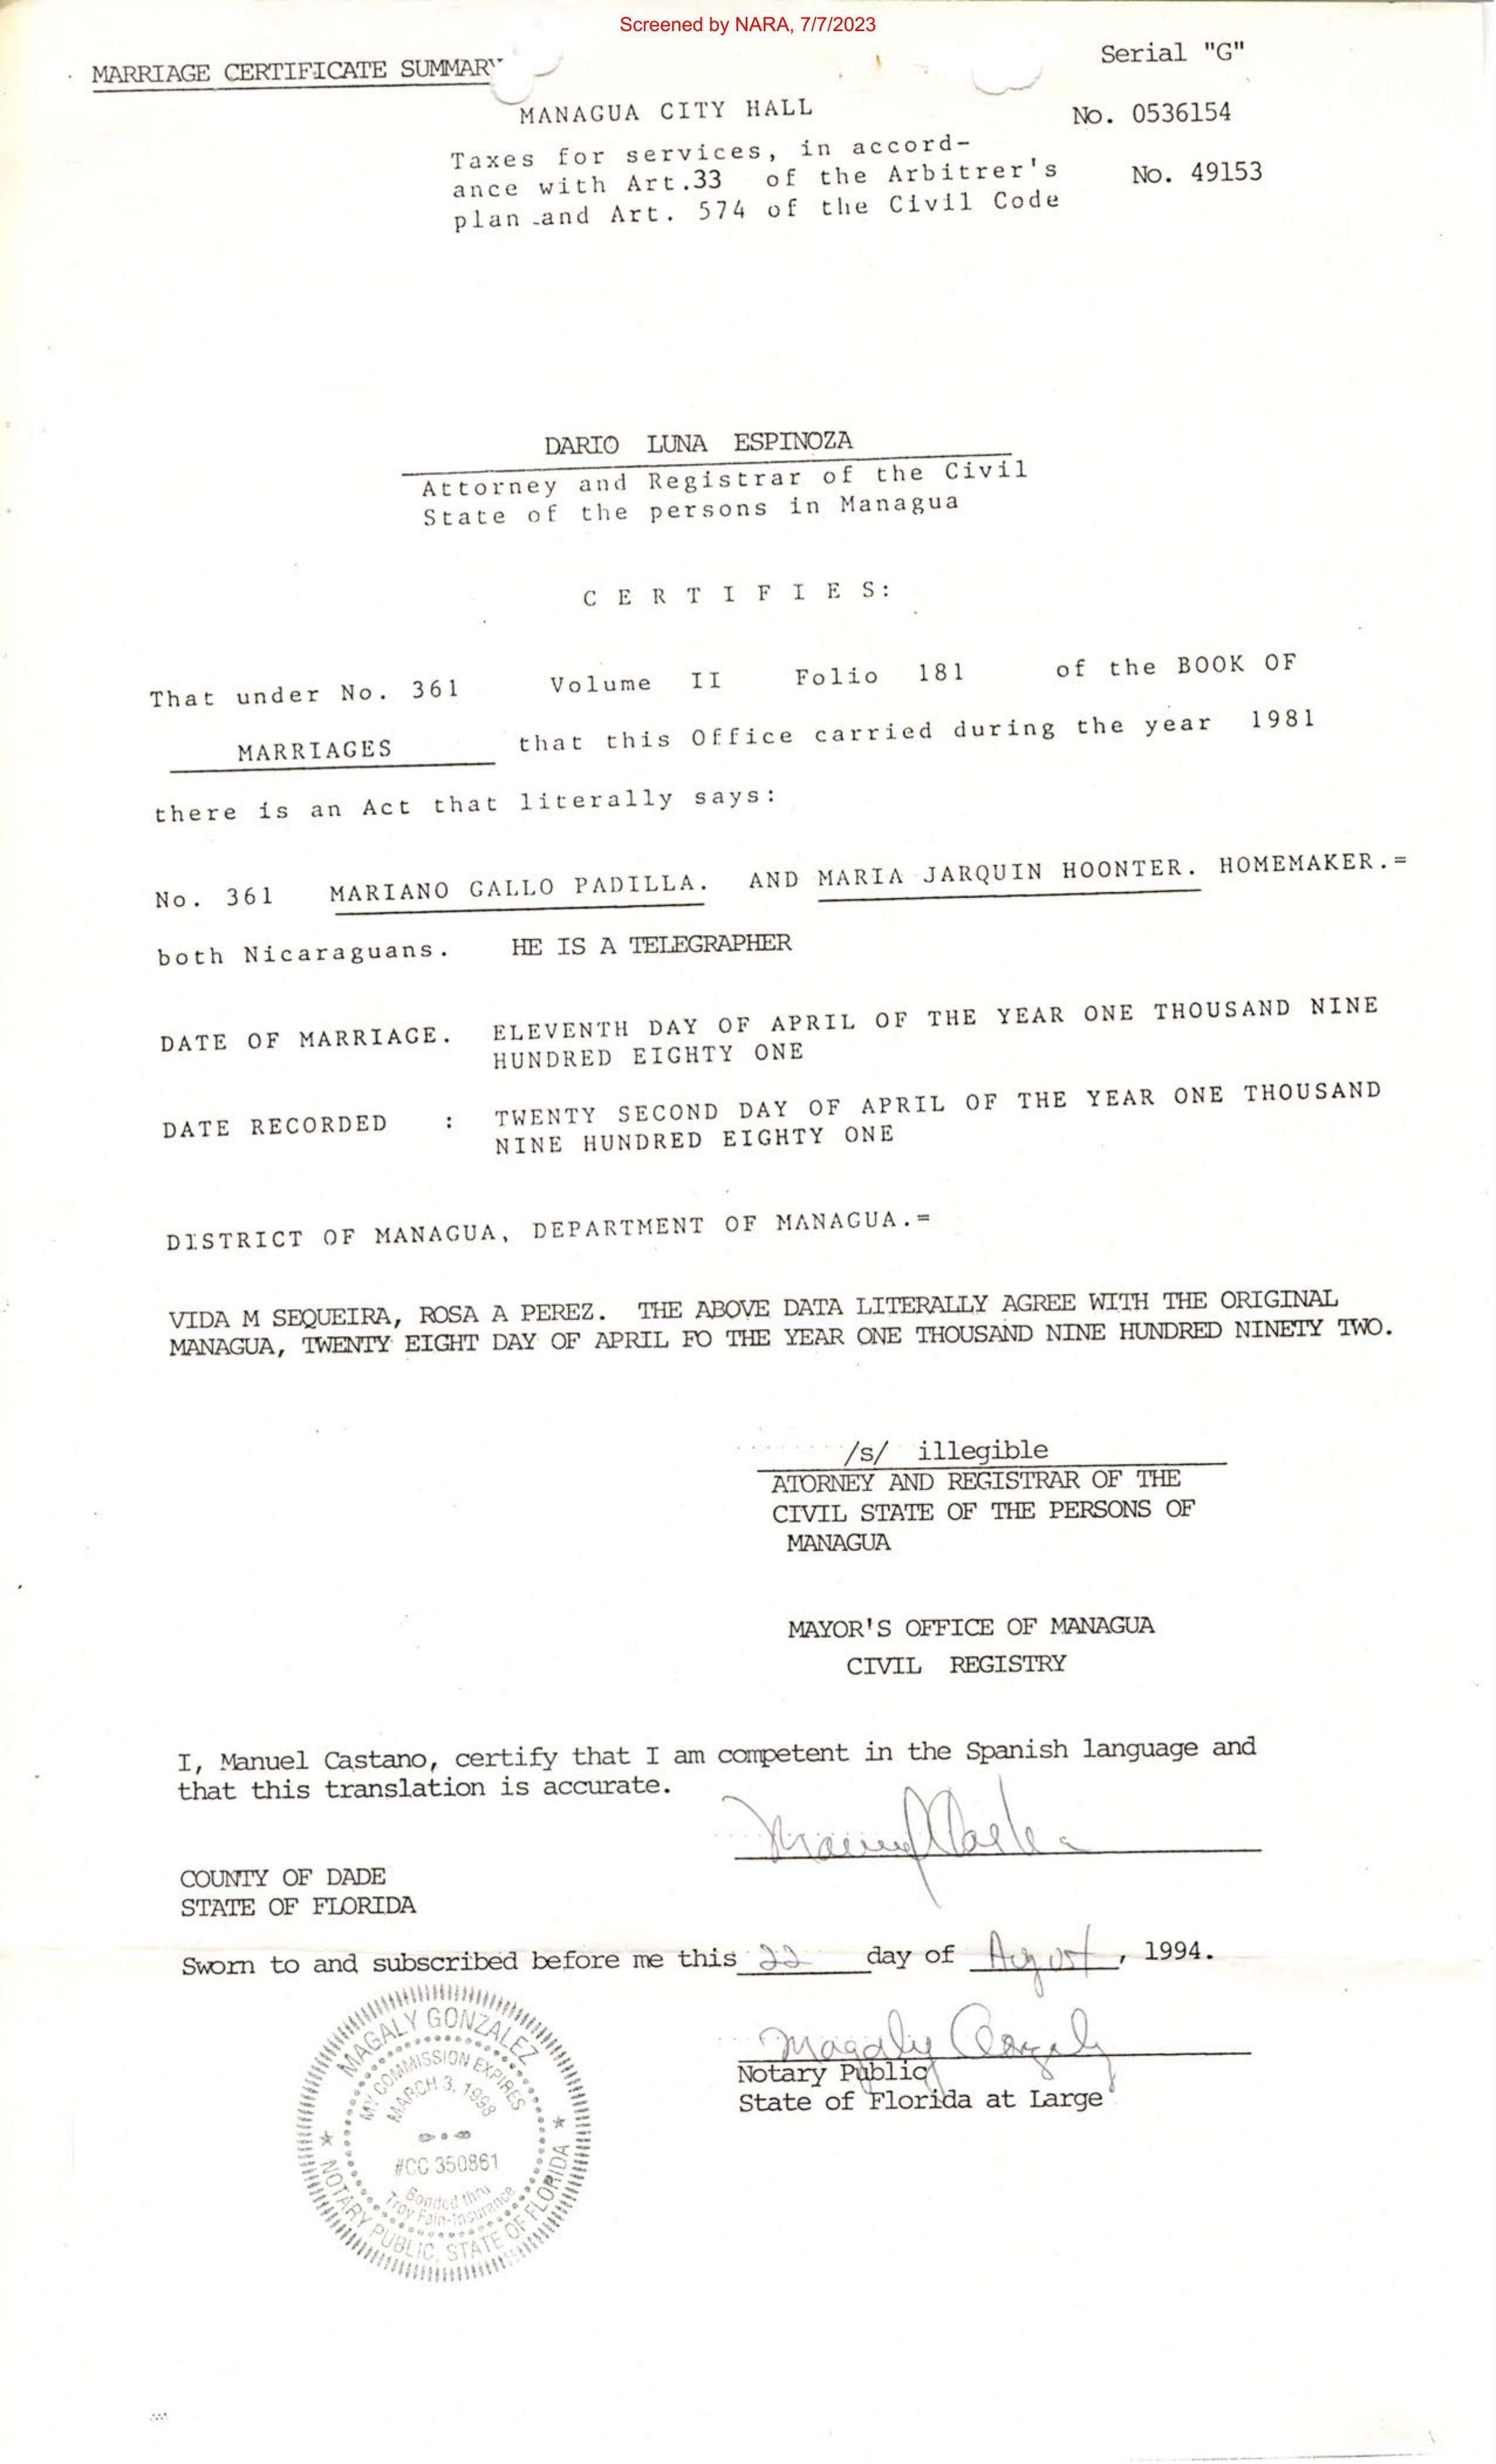 Screened by NARA, 7/7/2023
MARRIAGE CERTIFICATE SUMMARY
Serial "G"
MANAGUA CITY HALL
No. 0536154
Taxes for services, in accord-
ance with Art.33 of the Arbitrer's
No. 49153
plan and Art. 574 of the Civil Code
DARIO LUNA ESPINOZA
Attorney and Registrar of the Civil
State of the persons in Managua
C E R T I F I E S:
That under No. 361 Volume II Folio 181 of the BOOK OF
MARRIAGES that this Office carried during the year 1981
there is an Act that literally says:
No. 361 MARIANO GALLO PADILLA. AND MARIA JARQUIN HOONTER. HOMEMAKER.=
both Nicaraguans. HE IS A TELEGRAPHER
DATE OF MARRIAGE. ELEVENTH DAY OF APRIL OF THE YEAR ONE THOUSAND NINE
HUNDRED EIGHTY ONE
DATE RECORDED : TWENTY SECOND DAY OF APRIL OF THE YEAR ONE THOUSAND
NINE HUNDRED EIGHTY ONE
DISTRICT OF MANAGUA, DEPARTMENT OF MANAGUA.=
VIDA M SEQUEIRA, ROSA A PEREZ. THE ABOVE DATA LITERALLY AGREE WITH THE ORIGINAL
MANAGUA, TWENTY EIGHT DAY OF APRIL FO THE YEAR ONE THOUSAND NINE HUNDRED NINETY TWO.
/s/ illegible
ATORNEY AND REGISTRAR OF THE
CIVIL STATE OF THE PERSONS OF
MANAGUA
MAYOR'S OFFICE OF MANAGUA
CIVIL REGISTRY
I, Manuel Castano, certify that I am competent in the Spanish language and
that this translation is accurate.
COUNTY OF DADE
STATE OF FLORIDA
Sworn to and subscribed before me this 22 day of August, 1994.
Magaly Gonzalez
Notary Public
State of Florida at Large
MAGALY GONZALEZ
MY COMMISSION EXPIRES
MARCH 3, 1998
#CC 350861
Bonded thru
Troy Fain-Insurance
NOTARY PUBLIC, STATE OF FLORIDA